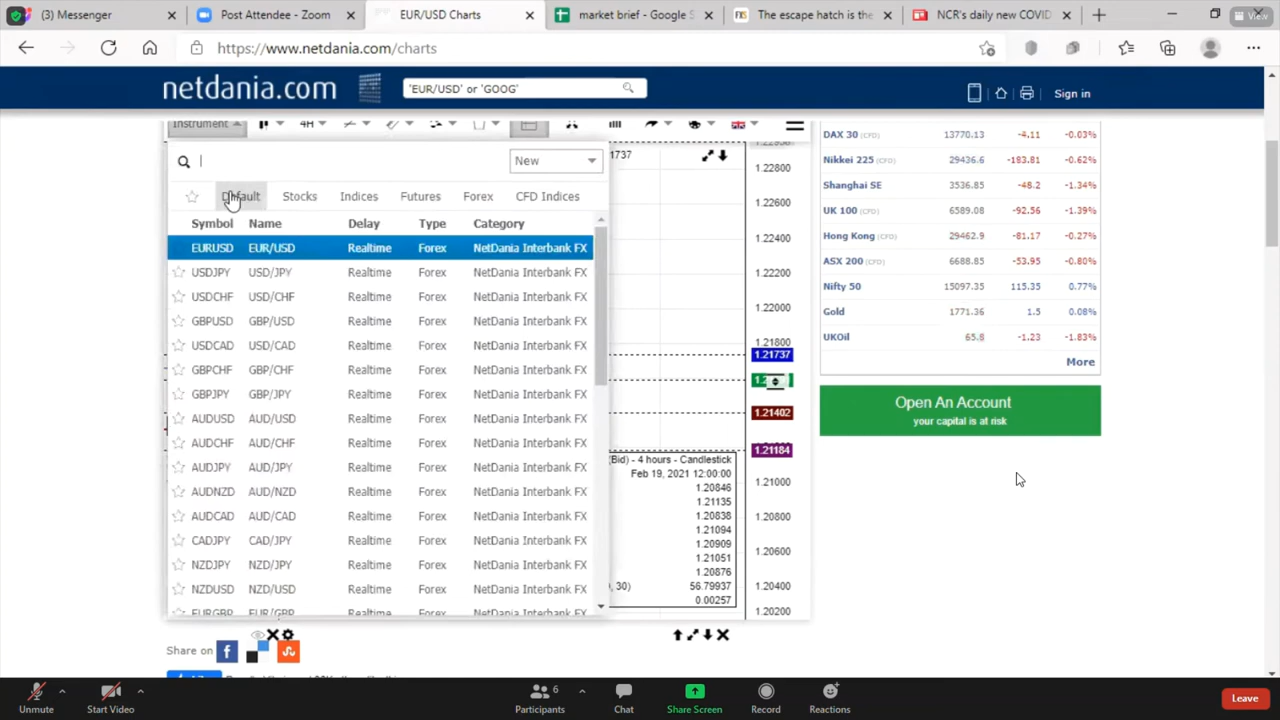 (3) Messenger
Post Attendee - Zoom
EUR/USD Charts
market brief - Google S
The escape hatch is the
NCR's daily new COVID
View
https://www.netdania.com/charts
netdania.com
'EUR/USD' or 'GOOG'
Sign in
Instrument
4H
New
Default Stocks Indices Futures Forex CFD Indices
Symbol Name Delay Type Category
EURUSD EUR/USD Realtime Forex NetDania Interbank FX
USDJPY USD/JPY Realtime Forex NetDania Interbank FX
USDCHF USD/CHF Realtime Forex NetDania Interbank FX
GBPUSD GBP/USD Realtime Forex NetDania Interbank FX
USDCAD USD/CAD Realtime Forex NetDania Interbank FX
GBPCHF GBP/CHF Realtime Forex NetDania Interbank FX
GBPJPY GBP/JPY Realtime Forex NetDania Interbank FX
AUDUSD AUD/USD Realtime Forex NetDania Interbank FX
AUDCHF AUD/CHF Realtime Forex NetDania Interbank FX
AUDJPY AUD/JPY Realtime Forex NetDania Interbank FX
AUDNZD AUD/NZD Realtime Forex NetDania Interbank FX
AUDCAD AUD/CAD Realtime Forex NetDania Interbank FX
CADJPY CAD/JPY Realtime Forex NetDania Interbank FX
NZDJPY NZD/JPY Realtime Forex NetDania Interbank FX
NZDUSD NZD/USD Realtime Forex NetDania Interbank FX
EURGBP EUR/GBP Realtime Forex NetDania Interbank FX
1737
1.22800
1.22600
1.22400
1.22200
1.22000
1.21800
1.21737
1.21402
1.21184
1.21000
1.20800
1.20600
1.20400
1.20200
(Bid) - 4 hours - Candlestick
Feb 19, 2021 12:00:00
1.20846
1.21135
1.20838
1.21094
1.20909
1.21051
1.20876
, 30) 56.79937
0.00257
DAX 30 (CFD) 13770.13 -4.11 -0.03%
Nikkei 225 (CFD) 29436.6 -183.81 -0.62%
Shanghai SE 3536.85 -48.2 -1.34%
UK 100 (CFD) 6589.08 -92.56 -1.39%
Hong Kong (CFD) 29462.9 -81.17 -0.27%
ASX 200 (CFD) 6688.85 -53.95 -0.80%
Nifty 50 15097.35 115.35 0.77%
Gold 1771.36 1.5 0.08%
UKOil 65.8 -1.23 -1.83%
More
Open An Account
your capital is at risk
Share on
Unmute
Start Video
6
Participants
Chat
Share Screen
Record
Reactions
Leave